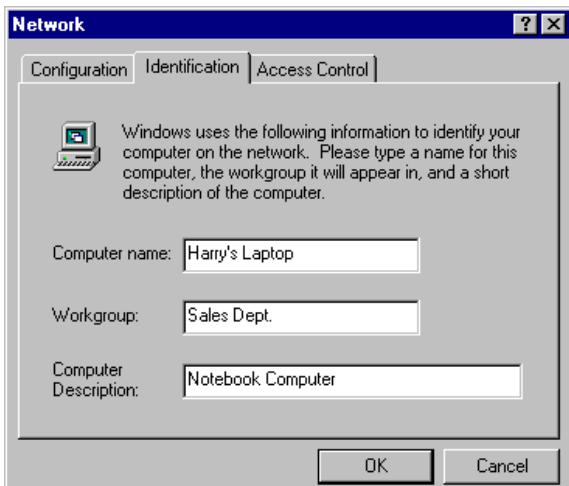 Network
Configuration Identification Access Control
Windows uses the following information to identify your
computer on the network. Please type a name for this
computer, the workgroup it will appear in, and a short
description of the computer.
Computer name: Harry's Laptop
Workgroup: Sales Dept.
Computer
Description: Notebook Computer
OK Cancel